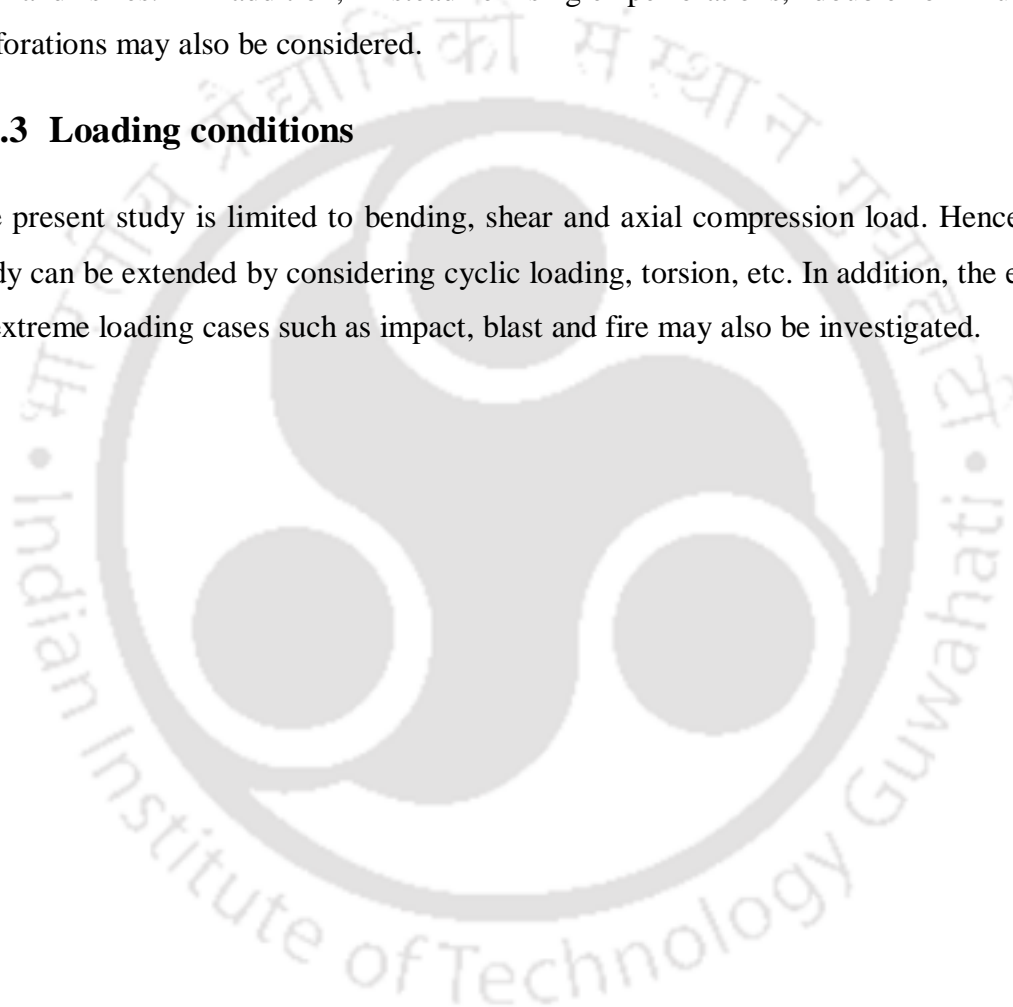 forations may also be considered.
.3 Loading conditions
e present study is limited to bending, shear and axial compression load. Hence
dy can be extended by considering cyclic loading, torsion, etc. In addition, the e
extreme loading cases such as impact, blast and fire may also be investigated.
Indian Institute of Technology Guwahati